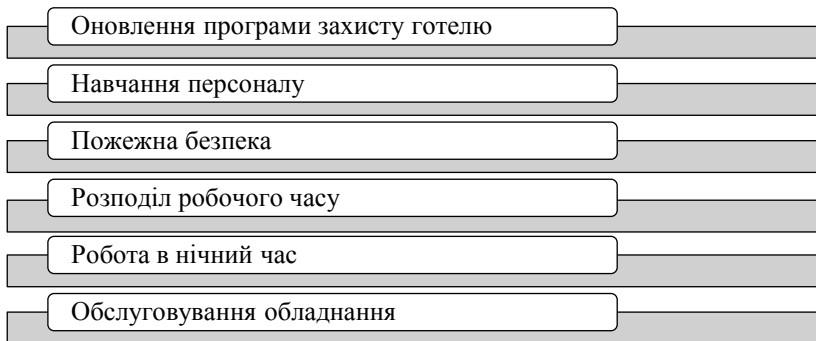 Оновлення програми захисту готелю
Навчання персоналу
Пожежна безпека
Розподіл робочого часу
Робота в нічний час
Обслуговування обладнання